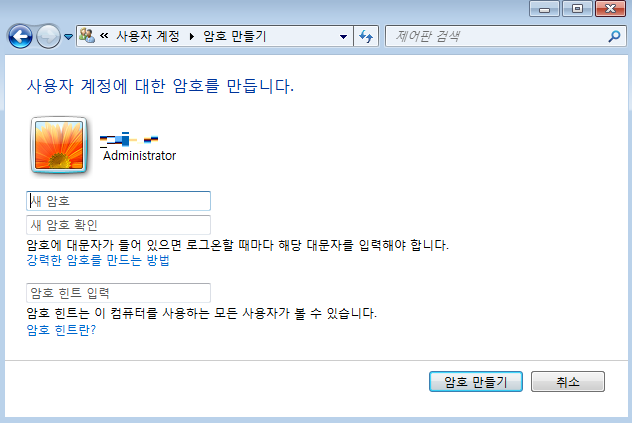 « 사용자 계정 ▸ 암호 만들기
제어판 검색
사용자 계정에 대한 암호를 만듭니다.
Administrator
새 암호
새 암호 확인
암호에 대문자가 들어 있으면 로그온할 때마다 해당 대문자를 입력해야 합니다.
강력한 암호를 만드는 방법
암호 힌트 입력
암호 힌트는 이 컴퓨터를 사용하는 모든 사용자가 볼 수 있습니다.
암호 힌트란?
암호 만들기
취소